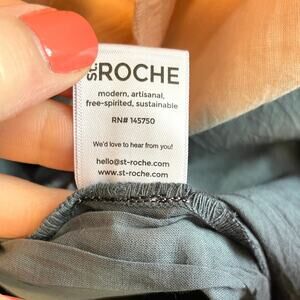 ST. ROCHE
modern, artisanal,
free-spirited, sustainable
RN# 145750
We'd love to hear from you!
hello@st-roche.com
www.st-roche.com